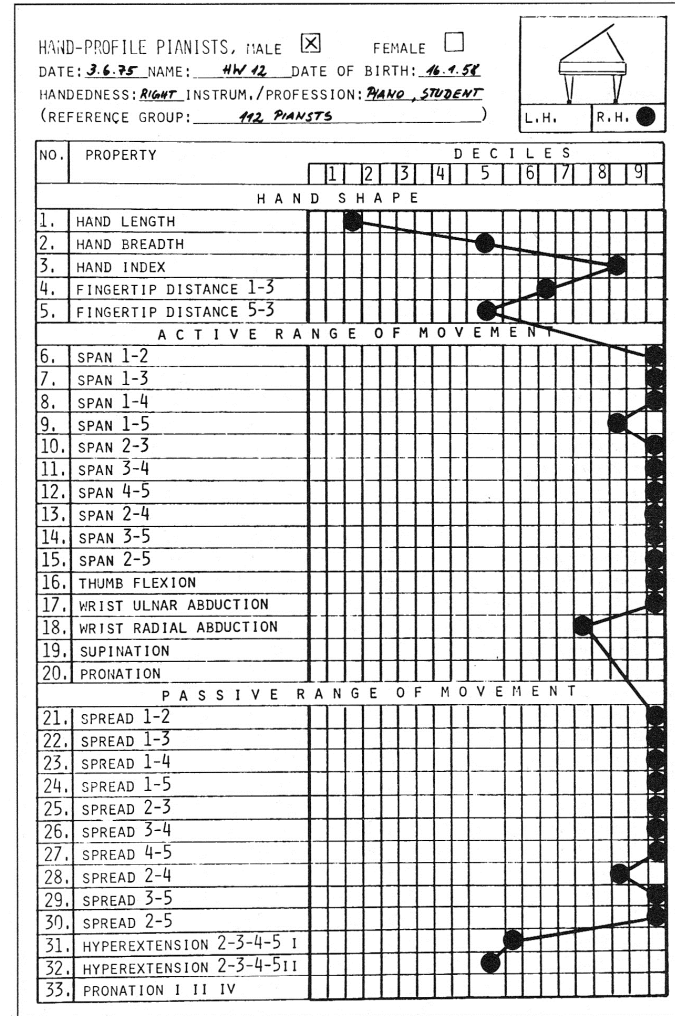 HAND-PROFILE PIANISTS, MALE ☒ FEMALE ☐
DATE: 3.6.75 NAME: HW 12 DATE OF BIRTH: 16.1.58
HANDEDNESS: RIGHT INSTRUM./PROFESSION: PIANO, STUDENT
(REFERENCE GROUP: 112 PIANSTS)
L.H. R.H.
NO. PROPERTY DECILES
1 2 3 4 5 6 7 8 9
HAND SHAPE
1. HAND LENGTH
2. HAND BREADTH
3. HAND INDEX
4. FINGERTIP DISTANCE 1-3
5. FINGERTIP DISTANCE 5-3
ACTIVE RANGE OF MOVEMENT
6. SPAN 1-2
7. SPAN 1-3
8. SPAN 1-4
9. SPAN 1-5
10. SPAN 2-3
11. SPAN 3-4
12. SPAN 4-5
13. SPAN 2-4
14. SPAN 3-5
15. SPAN 2-5
16. THUMB FLEXION
17. WRIST ULNAR ABDUCTION
18. WRIST RADIAL ABDUCTION
19. SUPINATION
20. PRONATION
PASSIVE RANGE OF MOVEMENT
21. SPREAD 1-2
22. SPREAD 1-3
23. SPREAD 1-4
24. SPREAD 1-5
25. SPREAD 2-3
26. SPREAD 3-4
27. SPREAD 4-5
28. SPREAD 2-4
29. SPREAD 3-5
30. SPREAD 2-5
31. HYPEREXTENSION 2-3-4-5 I
32. HYPEREXTENSION 2-3-4-5II
33. PRONATION I II IV